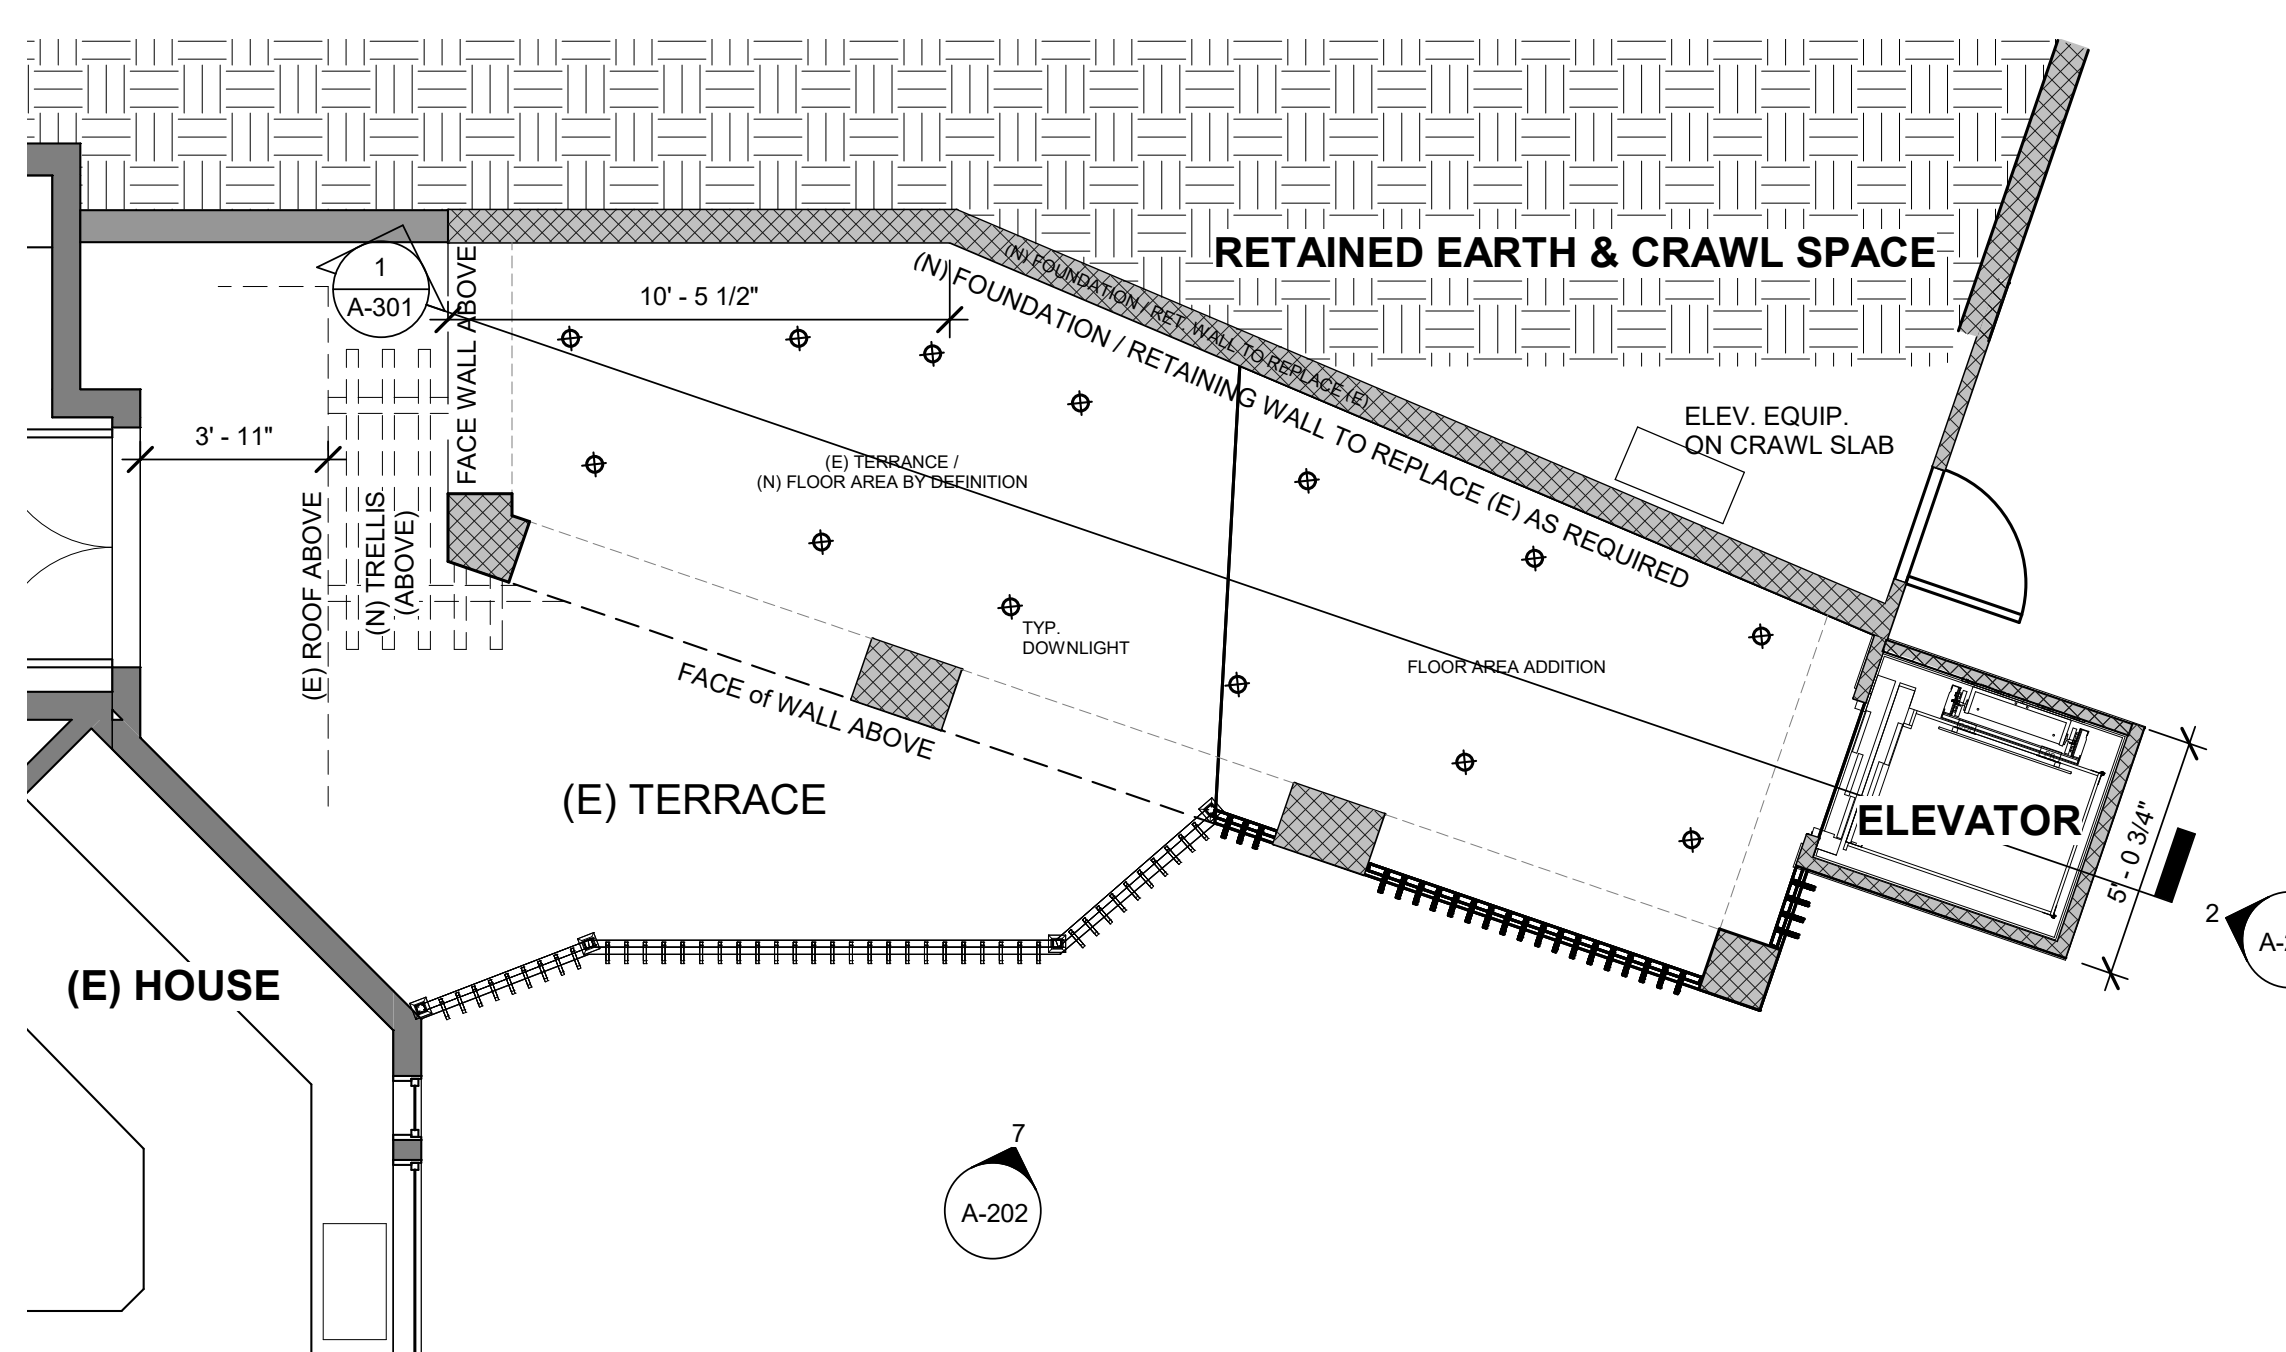 RETAINED EARTH & CRAWL SPACE
(N) FOUNDATION / RET. WALL TO REPLACE (E)
(N) FOUNDATION / RETAINING WALL TO REPLACE (E) AS REQUIRED
1
A-301
FACE WALL ABOVE
10' - 5 1/2"
3' - 11"
ELEV. EQUIP.
ON CRAWL SLAB
(E) TERRANCE /
(N) FLOOR AREA BY DEFINITION
(E) ROOF ABOVE
(N) TRELLIS
(ABOVE)
TYP.
DOWNLIGHT
FLOOR AREA ADDITION
FACE of WALL ABOVE
(E) TERRACE
ELEVATOR
5' - 0 3/4"
2
(E) HOUSE
7
A-202